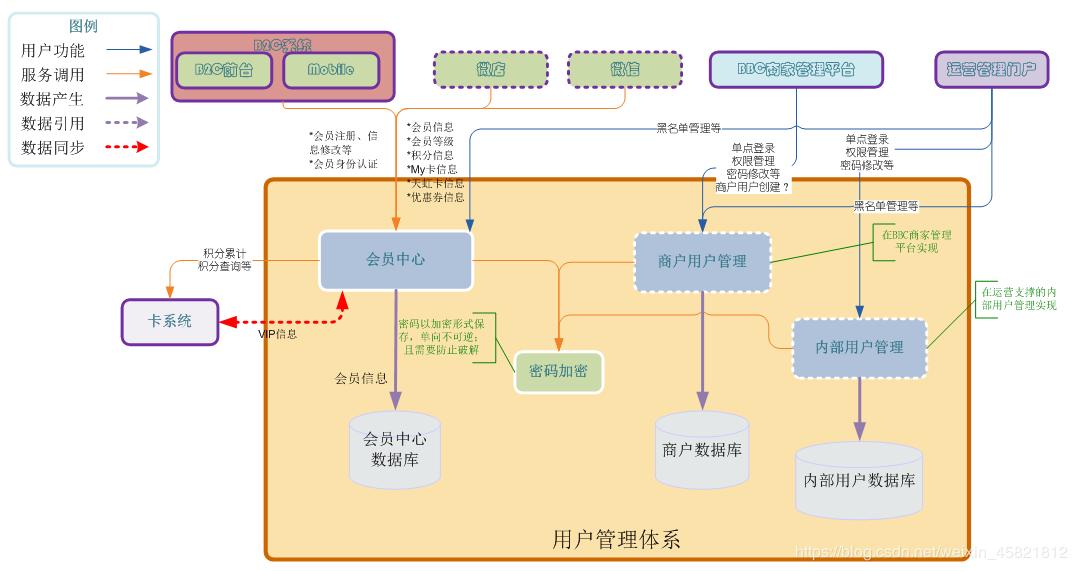 图例
用户功能
服务调用
数据产生
数据引用
数据同步
B2C系统
B2C前台
Mobile
微店
微信
BBC商家管理平台
运营管理门户
*会员注册、信
息修改等
*会员身份认证
*会员信息
*会员等级
*积分信息
*My卡信息
*天虹卡信息
*优惠券信息
黑名单管理等
单点登录
权限管理
密码修改等
商户用户创建？
单点登录
权限管理
密码修改等
黑名单管理等
积分累计
积分查询等
会员中心
商户用户管理
在BBC商家管理
平台实现
在运营支撑的内
部用户管理实现
卡系统
VIP信息
密码以加密形式保
存，单向不可逆；
且需要防止破解
密码加密
内部用户管理
会员信息
会员中心
数据库
商户数据库
内部用户数据库
用户管理体系
https://blog.csdn.net/weixin_45821812